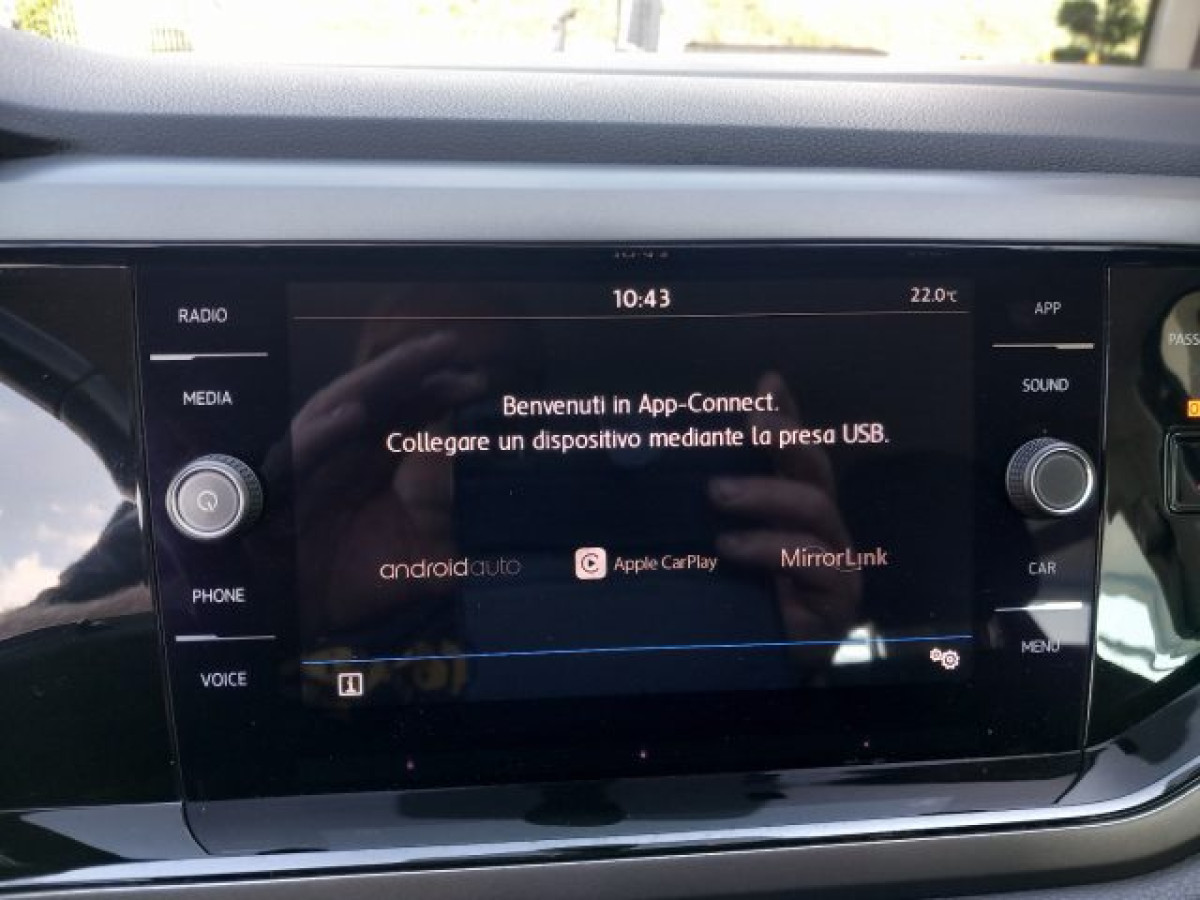 10:43
22.0°C
RADIO
MEDIA
PHONE
VOICE
Benvenuti in App-Connect.
Collegare un dispositivo mediante la presa USB.
androidauto
Apple CarPlay
MirrorLink
APP
SOUND
CAR
MENU